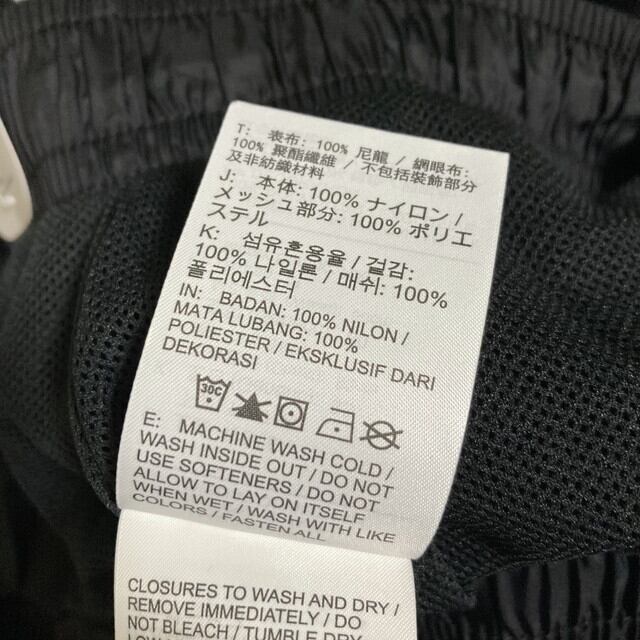 T: 表布: 100% 尼龍 / 網眼布:
100% 聚酯纖維 / 不包括裝飾部分
及非紡織材料
J: 本体: 100% ナイロン /
メッシュ部分: 100% ポリエ
ステル
K: 섬유혼용율 / 겉감:
100% 나일론 / 매쉬: 100%
폴리에스터
IN: BADAN: 100% NILON /
MATA LUBANG: 100%
POLIESTER / EKSKLUSIF DARI
DEKORASI
30C
E: MACHINE WASH COLD /
WASH INSIDE OUT / DO NOT
USE SOFTENERS / DO NOT
ALLOW TO LAY ON ITSELF
WHEN WET / WASH WITH LIKE
COLORS / FASTEN ALL
CLOSURES TO WASH AND DRY /
REMOVE IMMEDIATELY / DO
NOT BLEACH / TUMBLE DRY